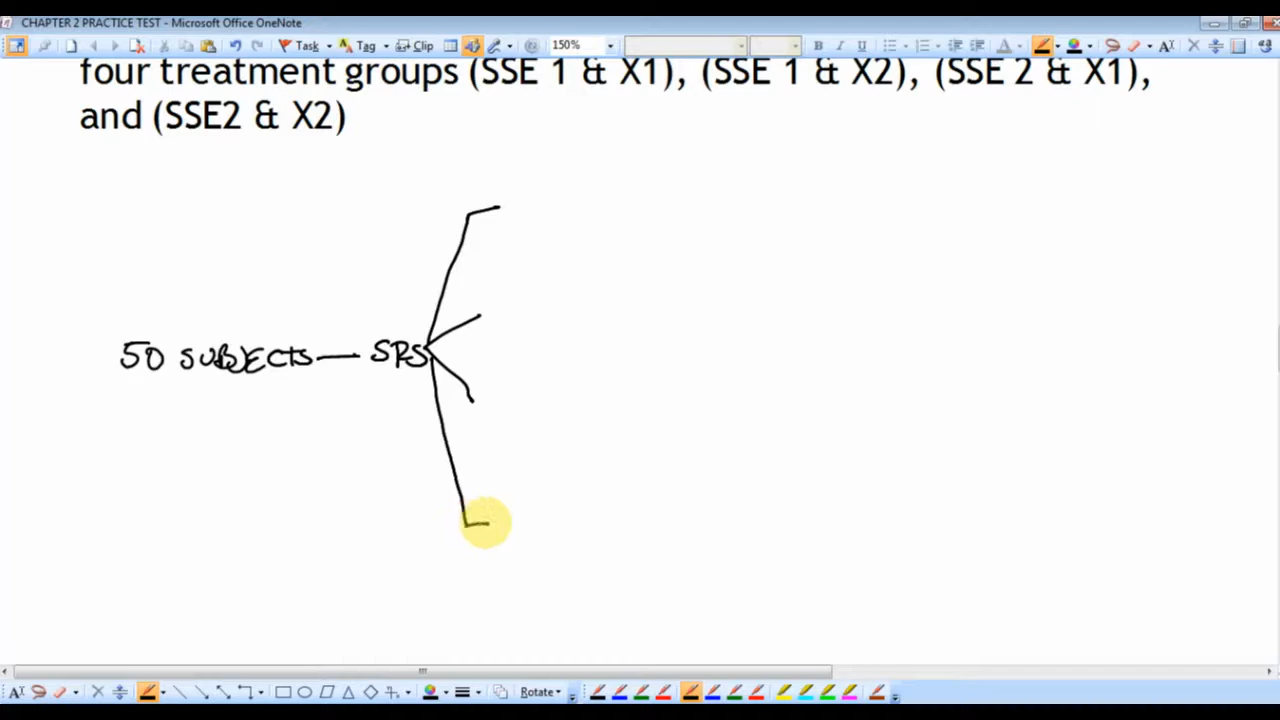 CHAPTER 2 PRACTICE TEST - Microsoft Office OneNote
Task Tag Clip 150% B I U
four treatment groups (SSE 1 & X1), (SSE 1 & X2), (SSE 2 & X1),
and (SSE2 & X2)
50 SUBJECTS — SRS
Rotate